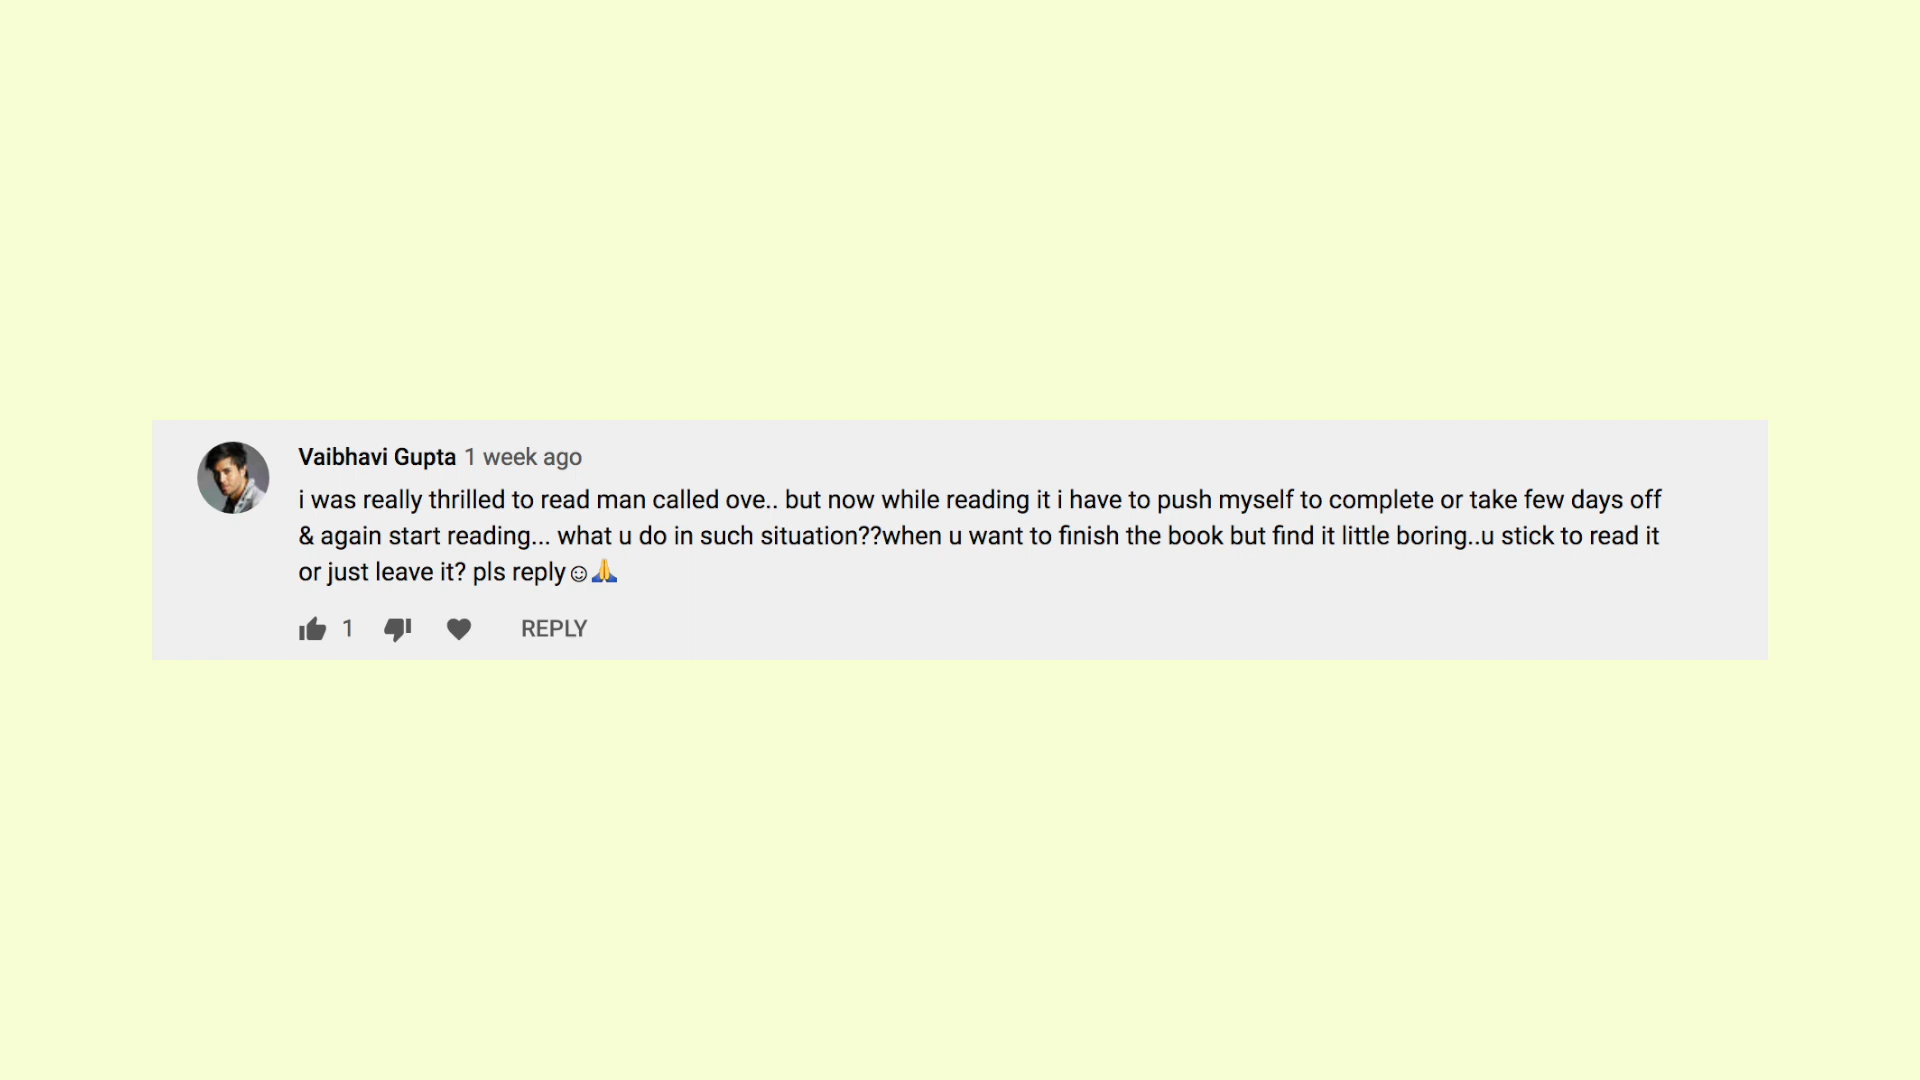 Vaibhavi Gupta 1 week ago
i was really thrilled to read man called ove.. but now while reading it i have to push myself to complete or take few days off
& again start reading... what u do in such situation??when u want to finish the book but find it little boring..u stick to read it
or just leave it? pls reply☺🙏
1 REPLY